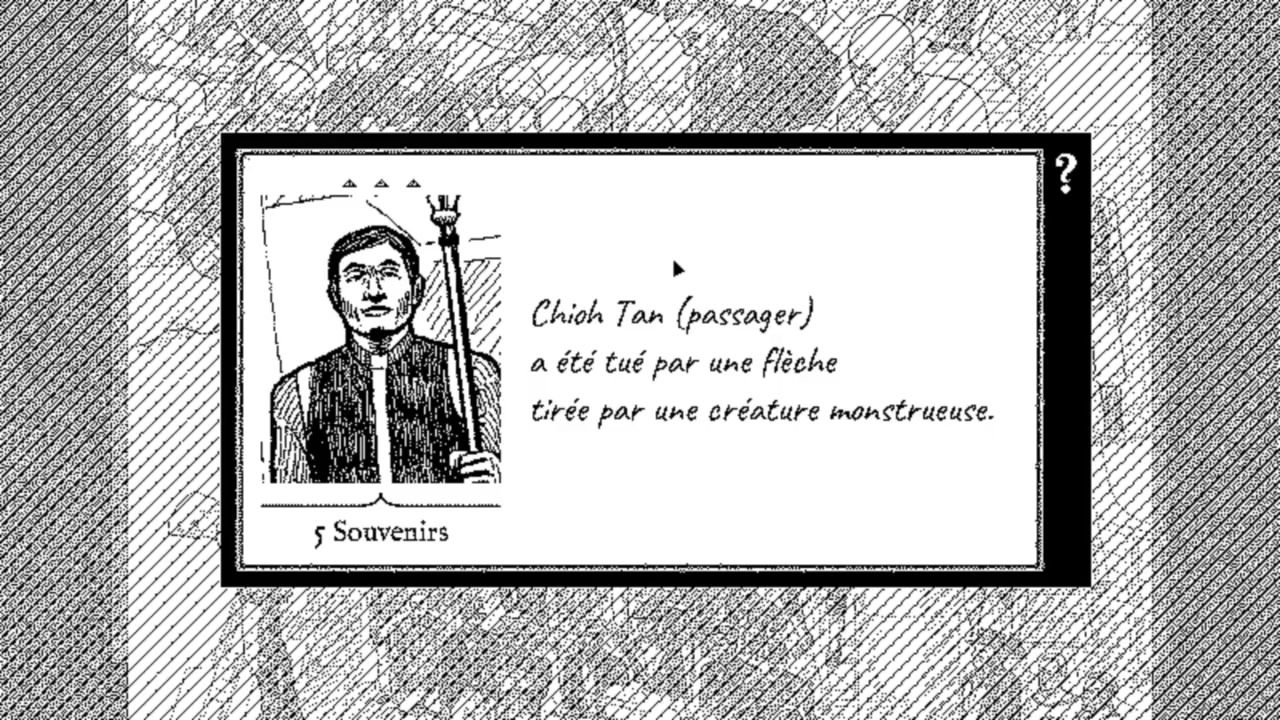 ?
Chioh Tan (passager)
a été tué par une flèche
tirée par une créature monstrueuse.
5 Souvenirs